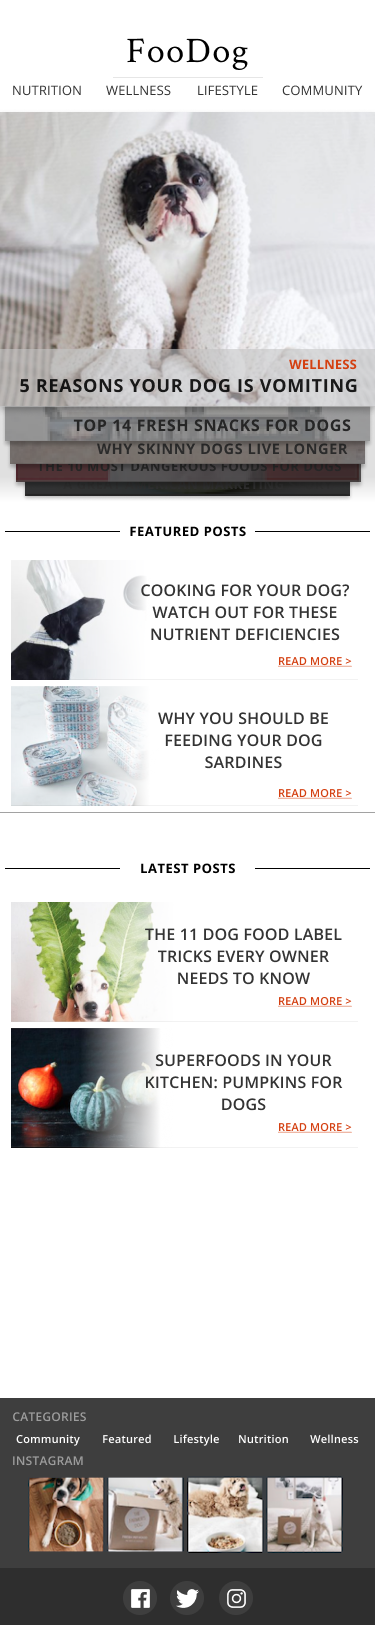 FooDog
NUTRITION WELLNESS LIFESTYLE COMMUNITY
WELLNESS
5 REASONS YOUR DOG IS VOMITING
TOP 14 FRESH SNACKS FOR DOGS
WHY SKINNY DOGS LIVE LONGER
THE 10 MOST DANGEROUS FOODS FOR DOGS
FEATURED POSTS
COOKING FOR YOUR DOG?
WATCH OUT FOR THESE
NUTRIENT DEFICIENCIES
READ MORE >
WHY YOU SHOULD BE
FEEDING YOUR DOG
SARDINES
READ MORE >
LATEST POSTS
THE 11 DOG FOOD LABEL
TRICKS EVERY OWNER
NEEDS TO KNOW
READ MORE >
SUPERFOODS IN YOUR
KITCHEN: PUMPKINS FOR
DOGS
READ MORE >
CATEGORIES
Community Featured Lifestyle Nutrition Wellness
INSTAGRAM